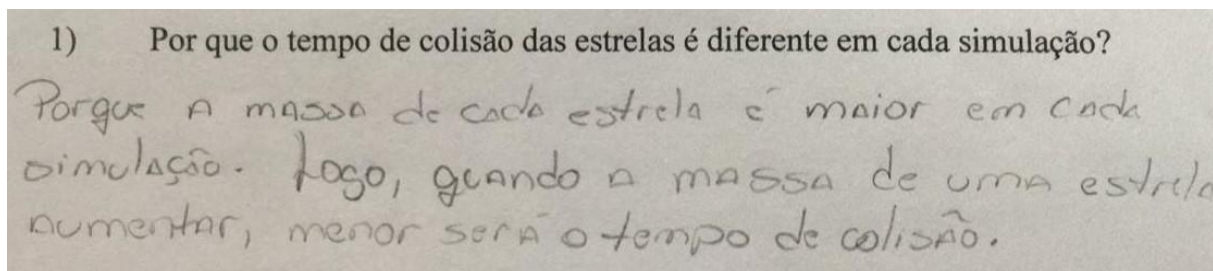 1) Por que o tempo de colisão das estrelas é diferente em cada simulação?
Porque a massa de cada estrela é maior em cada
simulação. Logo, quando a massa de uma estrela
aumentar, menor será o tempo de colisão.